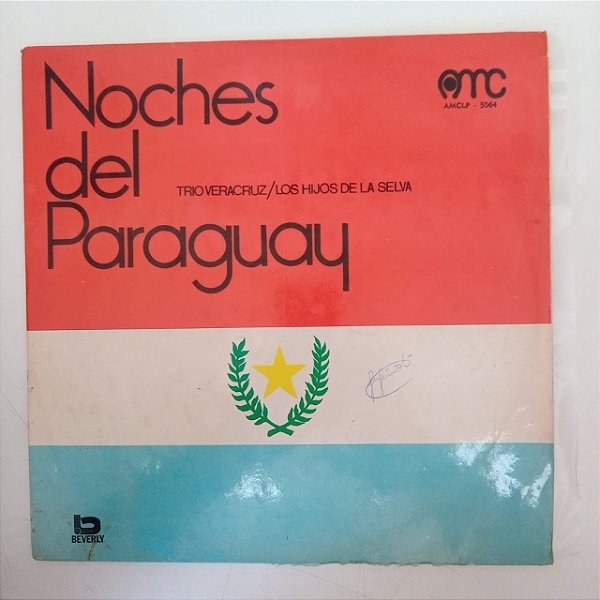 Noches
del
Paraguay
TRIO VERACRUZ/LOS HIJOS DE LA SELVA
AMC
AMCLP - 5064
b
BEVERLY